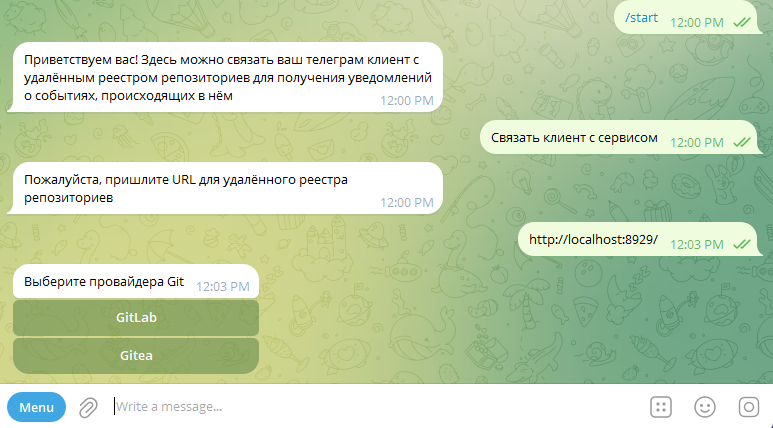 /start 12:00 PM
Приветствуем вас! Здесь можно связать ваш телеграм клиент с
удалённым реестром репозиториев для получения уведомлений
о событиях, происходящих в нём 12:00 PM
Связать клиент с сервисом 12:00 PM
Пожалуйста, пришлите URL для удалённого реестра
репозиториев 12:00 PM
http://localhost:8929/ 12:03 PM
Выберите провайдера Git 12:03 PM
GitLab
Gitea
Menu Write a message...